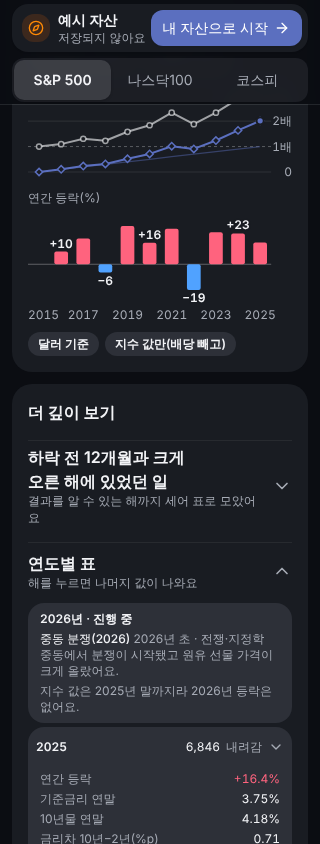 예시 자산
저장되지 않아요
내 자산으로 시작 →
S&P 500
나스닥100
코스피
2배
1배
0
연간 등락(%)
+10
−6
+16
−19
+23
2015 2017 2019 2021 2023 2025
달러 기준
지수 값만(배당 빼고)
더 깊이 보기
하락 전 12개월과 크게
오른 해에 있었던 일
결과를 알 수 있는 해까지 세어 표로 모았어
요
연도별 표
해를 누르면 나머지 값이 나와요
2026년 · 진행 중
중동 분쟁(2026) 2026년 초 · 전쟁·지정학
중동에서 분쟁이 시작됐고 원유 선물 가격이
크게 올랐어요.
지수 값은 2025년 말까지라 2026년 등락은
없어요.
2025 6,846 내려감
연간 등락 +16.4%
기준금리 연말 3.75%
10년물 연말 4.18%
금리차 10년−2년(%p) 0.71